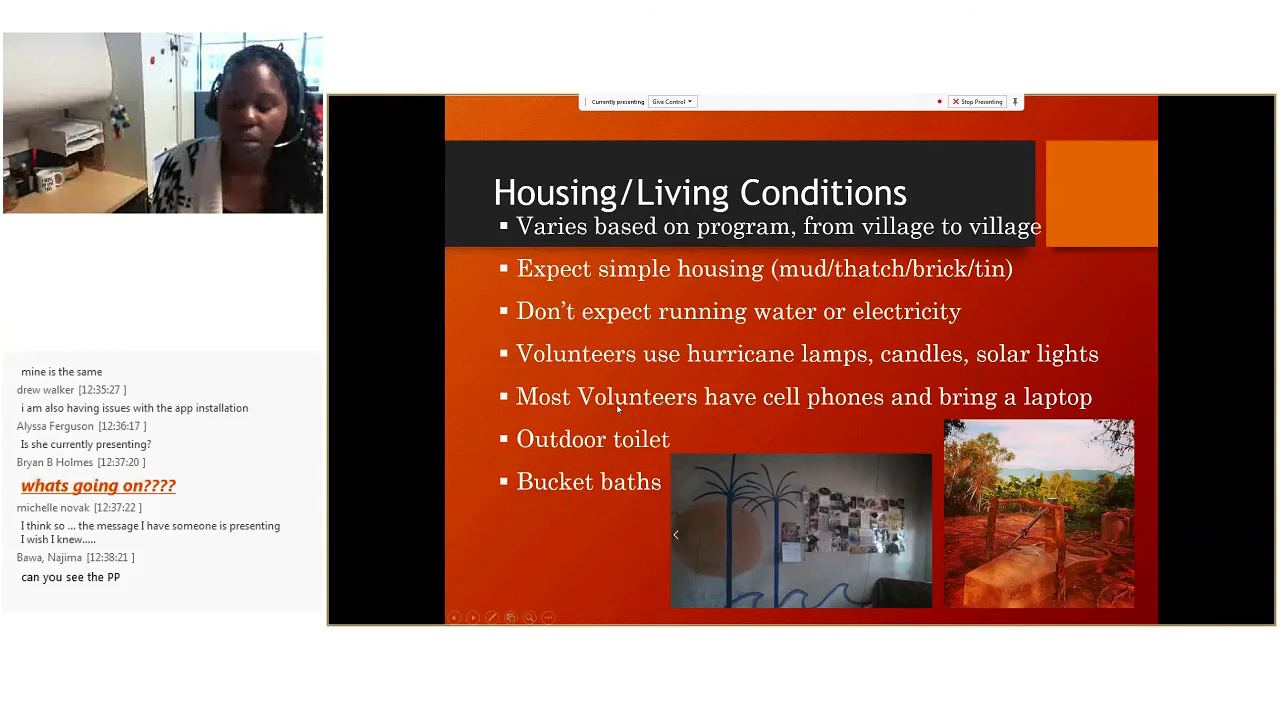 Currently presenting
Give Control
Stop Presenting
Housing/Living Conditions
▪ Varies based on program, from village to village
▪ Expect simple housing (mud/thatch/brick/tin)
▪ Don't expect running water or electricity
▪ Volunteers use hurricane lamps, candles, solar lights
▪ Most Volunteers have cell phones and bring a laptop
▪ Outdoor toilet
▪ Bucket baths
mine is the same
drew walker [12:35:27 ]
i am also having issues with the app installation
Alyssa Ferguson [12:36:17 ]
Is she currently presenting?
Bryan B Holmes [12:37:20 ]
whats going on????
michelle novak [12:37:22 ]
I think so ... the message I have someone is presenting
I wish I knew.....
Bawa, Najima [12:38:21 ]
can you see the PP